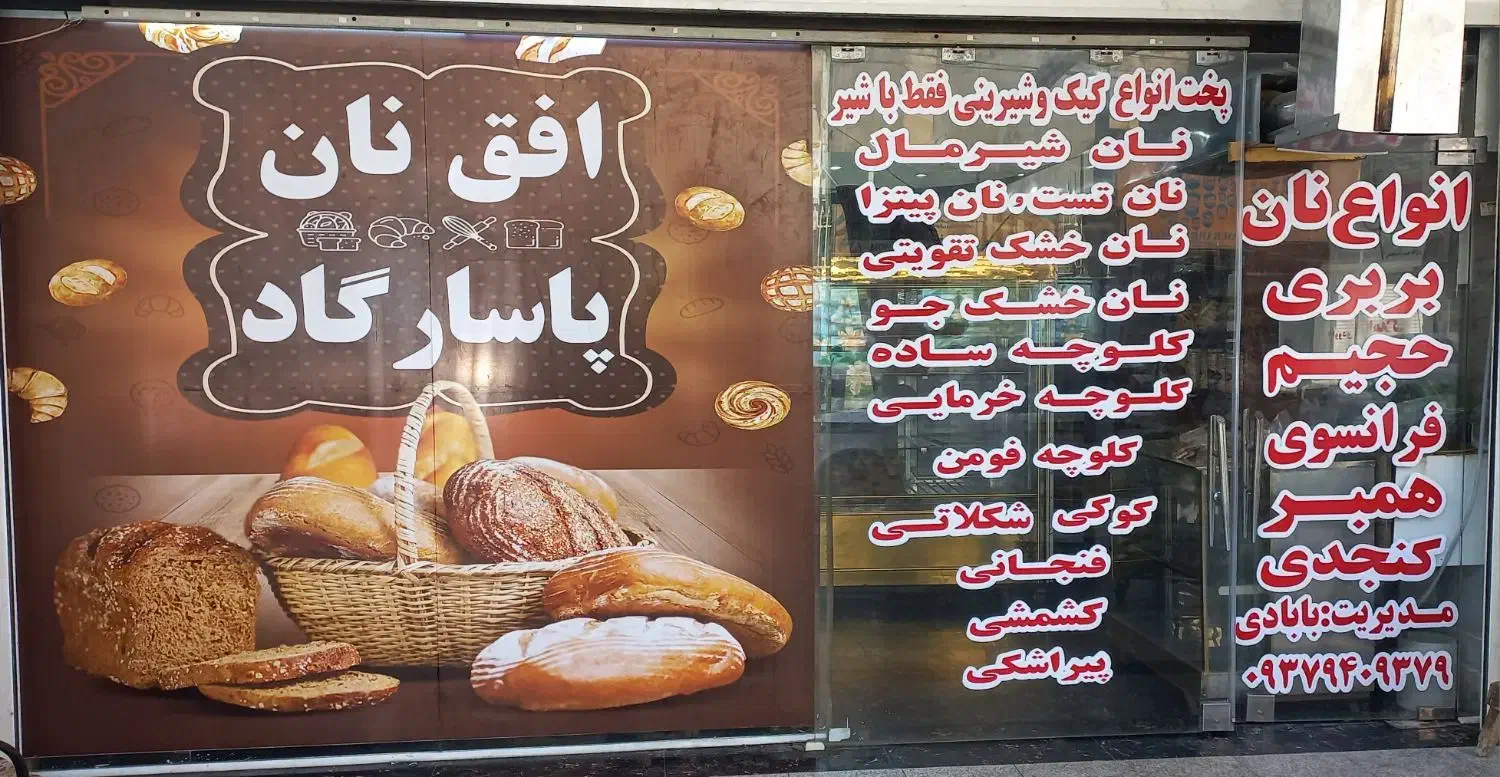 افق نان
پاسارگاد
پخت انواع کیک و شیرینی فقط با شیر
نان شیرمال
نان تست، نان پیتزا
نان خشک تقویتی
نان خشک جو
کلوچه ساده
کلوچه خرمایی
کلوچه فومن
کوکی شکلاتی
فنجانی
کشمشی
پیراشکی
انواع نان
بربری
حجیم
فرانسوی
همبر
کنجدی
مدیریت:بابادی
۰۹۳۷۹۴۰۹۳۷۹